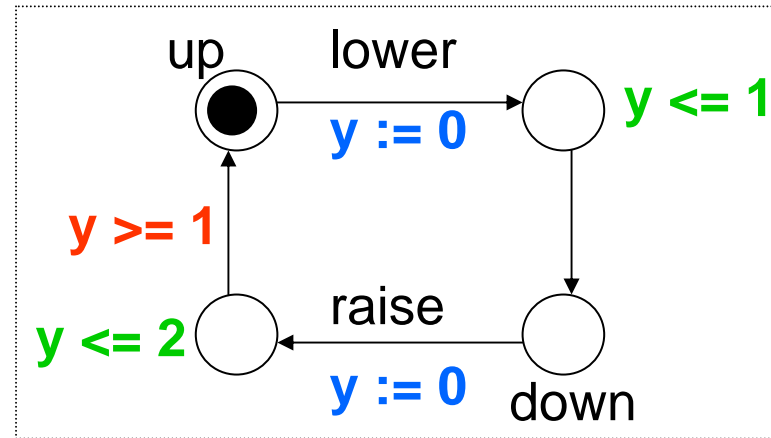 up
lower
y := 0
y <= 1
y >= 1
y <= 2
raise
y := 0
down